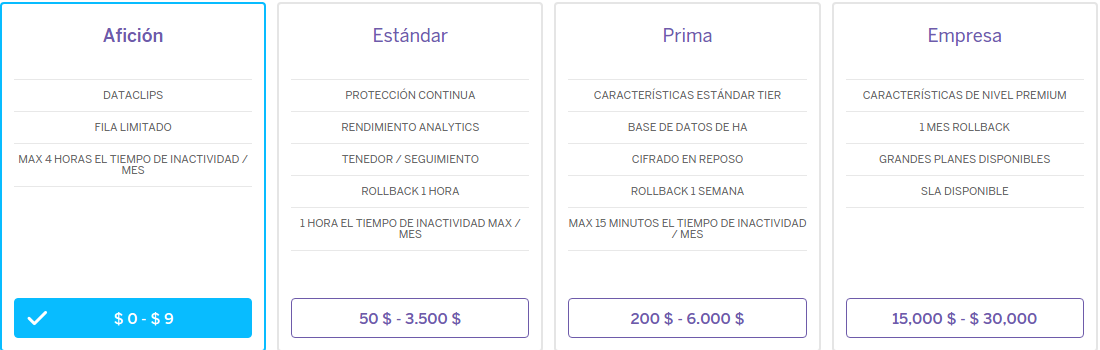 Afición
DATACLIPS
FILA LIMITADO
MAX 4 HORAS EL TIEMPO DE INACTIVIDAD /
MES
$ 0 - $ 9
Estándar
PROTECCIÓN CONTINUA
RENDIMIENTO ANALYTICS
TENEDOR / SEGUIMIENTO
ROLLBACK 1 HORA
1 HORA EL TIEMPO DE INACTIVIDAD MAX /
MES
50 $ - 3.500 $
Prima
CARACTERÍSTICAS ESTÁNDAR TIER
BASE DE DATOS DE HA
CIFRADO EN REPOSO
ROLLBACK 1 SEMANA
MAX 15 MINUTOS EL TIEMPO DE INACTIVIDAD
/ MES
200 $ - 6.000 $
Empresa
CARACTERÍSTICAS DE NIVEL PREMIUM
1 MES ROLLBACK
GRANDES PLANES DISPONIBLES
SLA DISPONIBLE
15,000 $ - $ 30,000